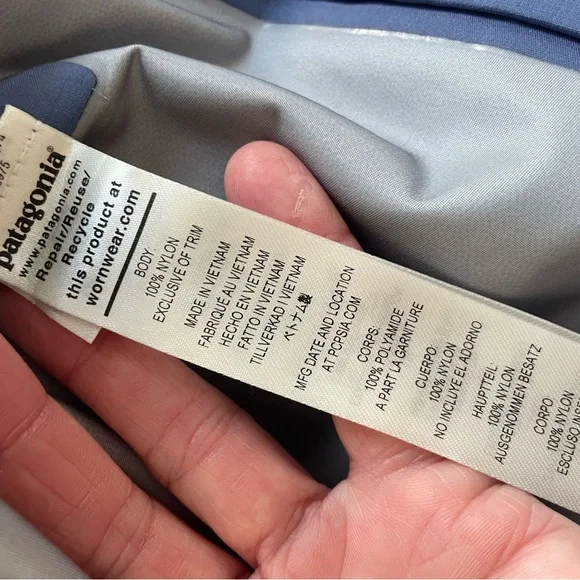 patagonia®
www.patagonia.com
Repair/Reuse/
Recycle
this product at
wornwear.com
BODY:
100% NYLON
EXCLUSIVE OF TRIM
MADE IN VIETNAM
FABRIQUÉ AU VIETNAM
HECHO EN VIETNAM
FATTO IN VIETNAM
TILLVERKAD I VIETNAM
ベトナム製
MFG DATE AND LOCATION
AT PCPSIA.COM
CORPS:
100% POLYAMIDE
A PART LA GARNITURE
CUERPO:
100% NYLON
NO INCLUYE EL ADORNO
HAUPTTEIL:
100% NYLON
AUSGENOMMEN BESATZ
CORPO:
100% NYLON
ESCLUSO